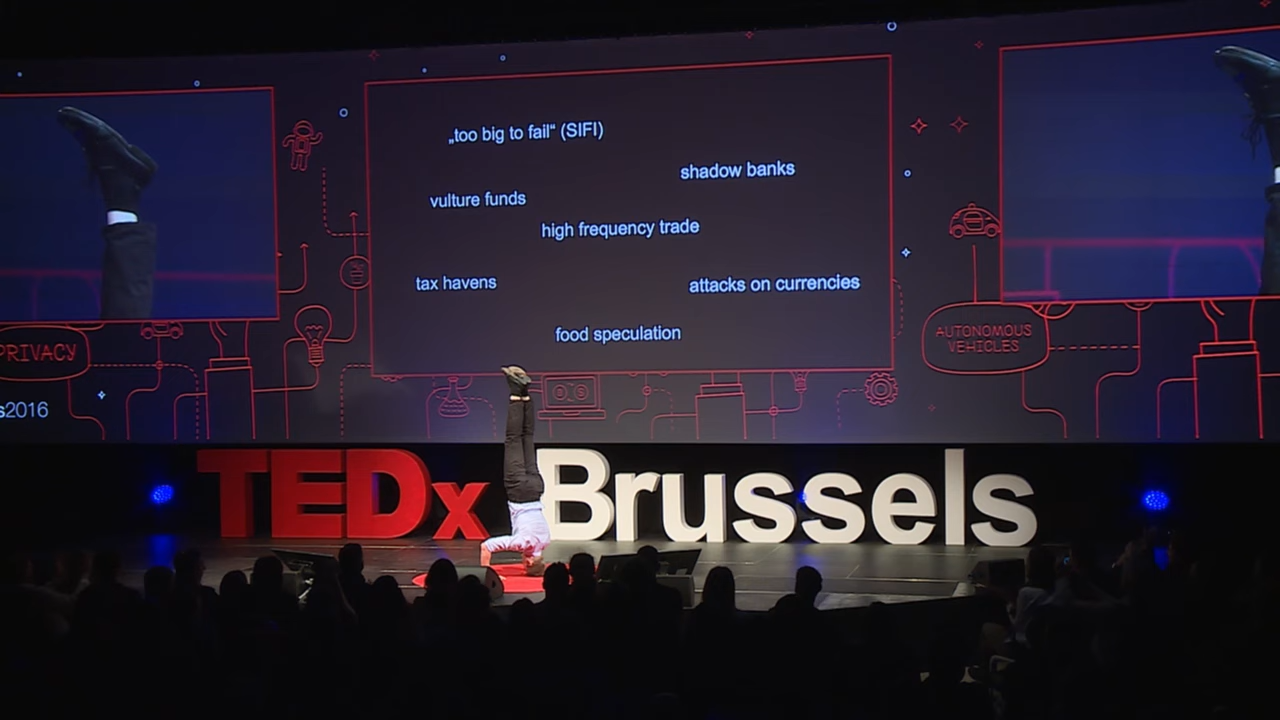 „too big to fail“ (SIFI)
shadow banks
vulture funds
high frequency trade
tax havens
attacks on currencies
food speculation
PRIVACY
AUTONOMOUS
VEHICLES
s2016
TEDx Brussels